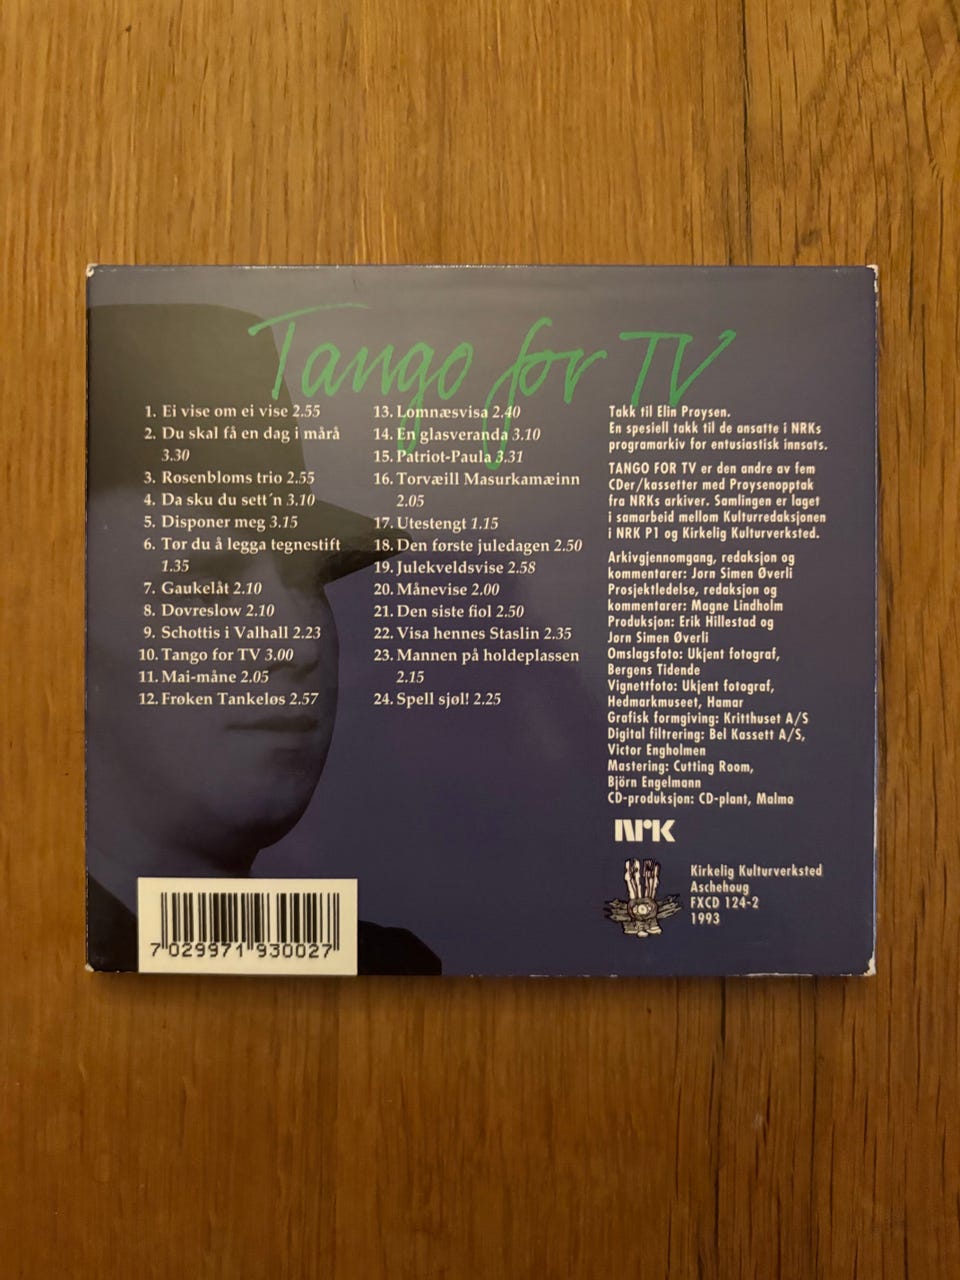 Tango for TV
1. Ei vise om ei vise 2.55
2. Du skal få en dag i mårå
3.30
3. Rosenbloms trio 2.55
4. Da sku du sett´n 3.10
5. Disponer meg 3.15
6. Tør du å legga tegnestift
1.35
7. Gaukelåt 2.10
8. Dovreslow 2.10
9. Schottis i Valhall 2.23
10. Tango for TV 3.00
11. Mai-måne 2.05
12. Frøken Tankeløs 2.57
13. Lomnæsvisa 2.40
14. En glasveranda 3.10
15. Patriot-Paula 3.31
16. Torvæill Masurkamæinn
2.05
17. Utestengt 1.15
18. Den første juledagen 2.50
19. Julekveldsvise 2.58
20. Månevise 2.00
21. Den siste fiol 2.50
22. Visa hennes Staslin 2.35
23. Mannen på holdeplassen
2.15
24. Spell sjøl! 2.25
Takk til Elin Prøysen.
En spesiell takk til de ansatte i NRKs
programarkiv for entusiastisk innsats.
TANGO FOR TV er den andre av fem
CDer/kassetter med Prøysenopptak
fra NRKs arkiver. Samlingen er laget
i samarbeid mellom Kulturredaksjonen
i NRK P1 og Kirkelig Kulturverksted.
Arkivgjennomgang, redaksjon og
kommentarer: Jørn Simen Øverli
Prosjektledelse, redaksjon og
kommentarer: Magne Lindholm
Produksjon: Erik Hillestad og
Jørn Simen Øverli
Omslagsfoto: Ukjent fotograf,
Bergens Tidende
Vignettfoto: Ukjent fotograf,
Hedmarkmuseet, Hamar
Grafisk formgiving: Kritthuset A/S
Digital filtrering: Bel Kassett A/S,
Victor Engholmen
Mastering: Cutting Room,
Björn Engelmann
CD-produksjon: CD-plant, Malmø
NRK
Kirkelig Kulturverksted
Aschehoug
FXCD 124-2
1993
7 029971 930027